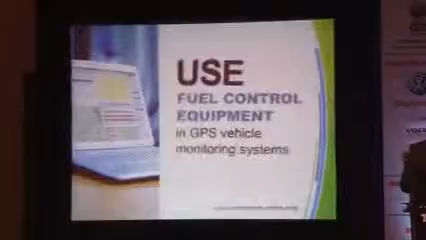 USE
FUEL CONTROL
EQUIPMENT
in GPS vehicle
monitoring systems